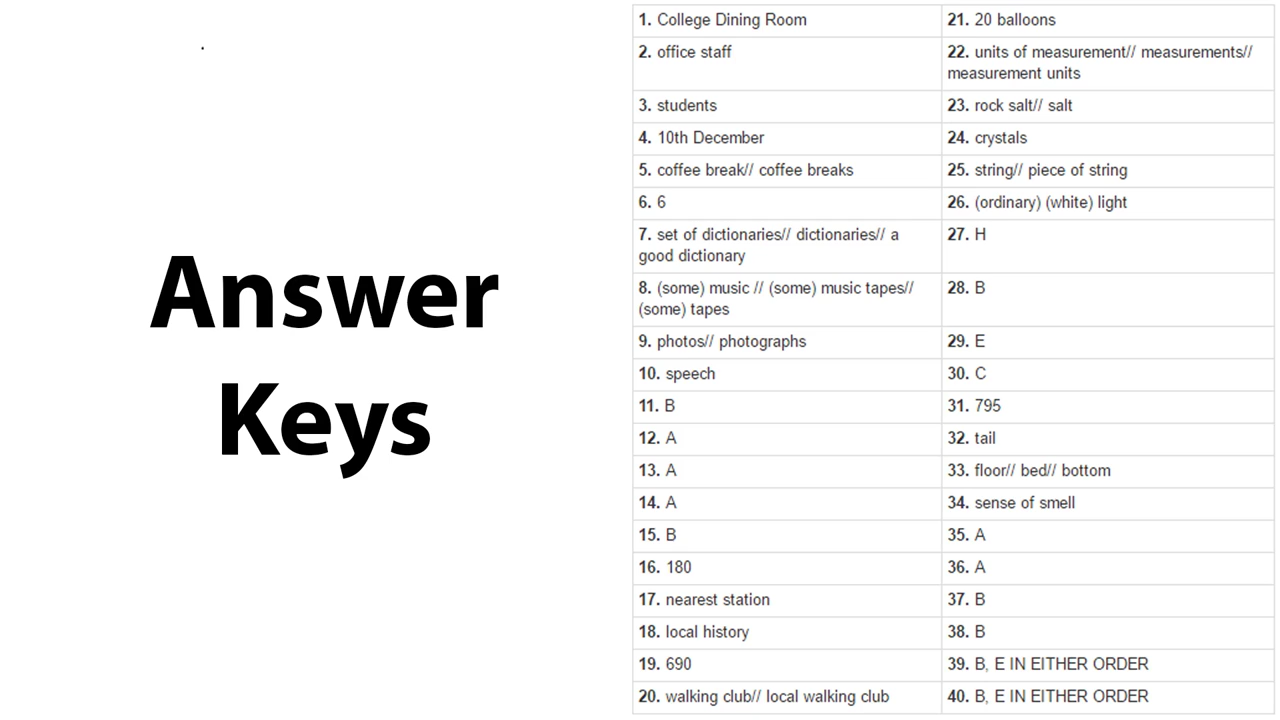 Answer
Keys
1. College Dining Room
2. office staff
3. students
4. 10th December
5. coffee break// coffee breaks
6. 6
7. set of dictionaries// dictionaries// a
good dictionary
8. (some) music // (some) music tapes//
(some) tapes
9. photos// photographs
10. speech
11. B
12. A
13. A
14. A
15. B
16. 180
17. nearest station
18. local history
19. 690
20. walking club// local walking club
21. 20 balloons
22. units of measurement// measurements//
measurement units
23. rock salt// salt
24. crystals
25. string// piece of string
26. (ordinary) (white) light
27. H
28. B
29. E
30. C
31. 795
32. tail
33. floor// bed// bottom
34. sense of smell
35. A
36. A
37. B
38. B
39. B, E IN EITHER ORDER
40. B, E IN EITHER ORDER